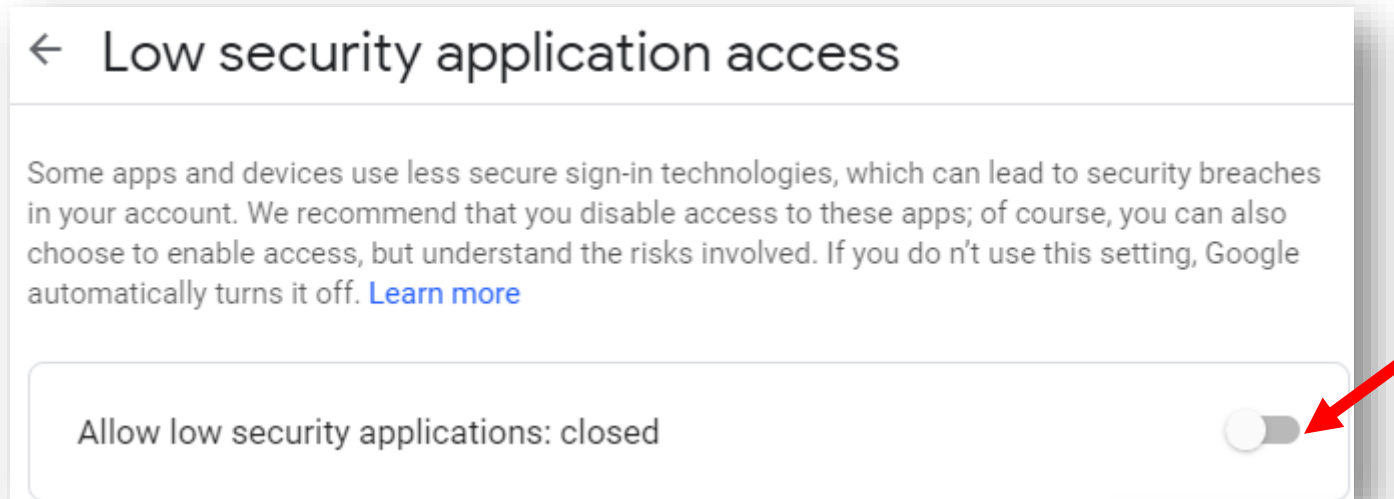 Low security application access
Some apps and devices use less secure sign-in technologies, which can lead to security breaches
in your account. We recommend that you disable access to these apps; of course, you can also
choose to enable access, but understand the risks involved. If you do n't use this setting, Google
automatically turns it off. Learn more
Allow low security applications: closed